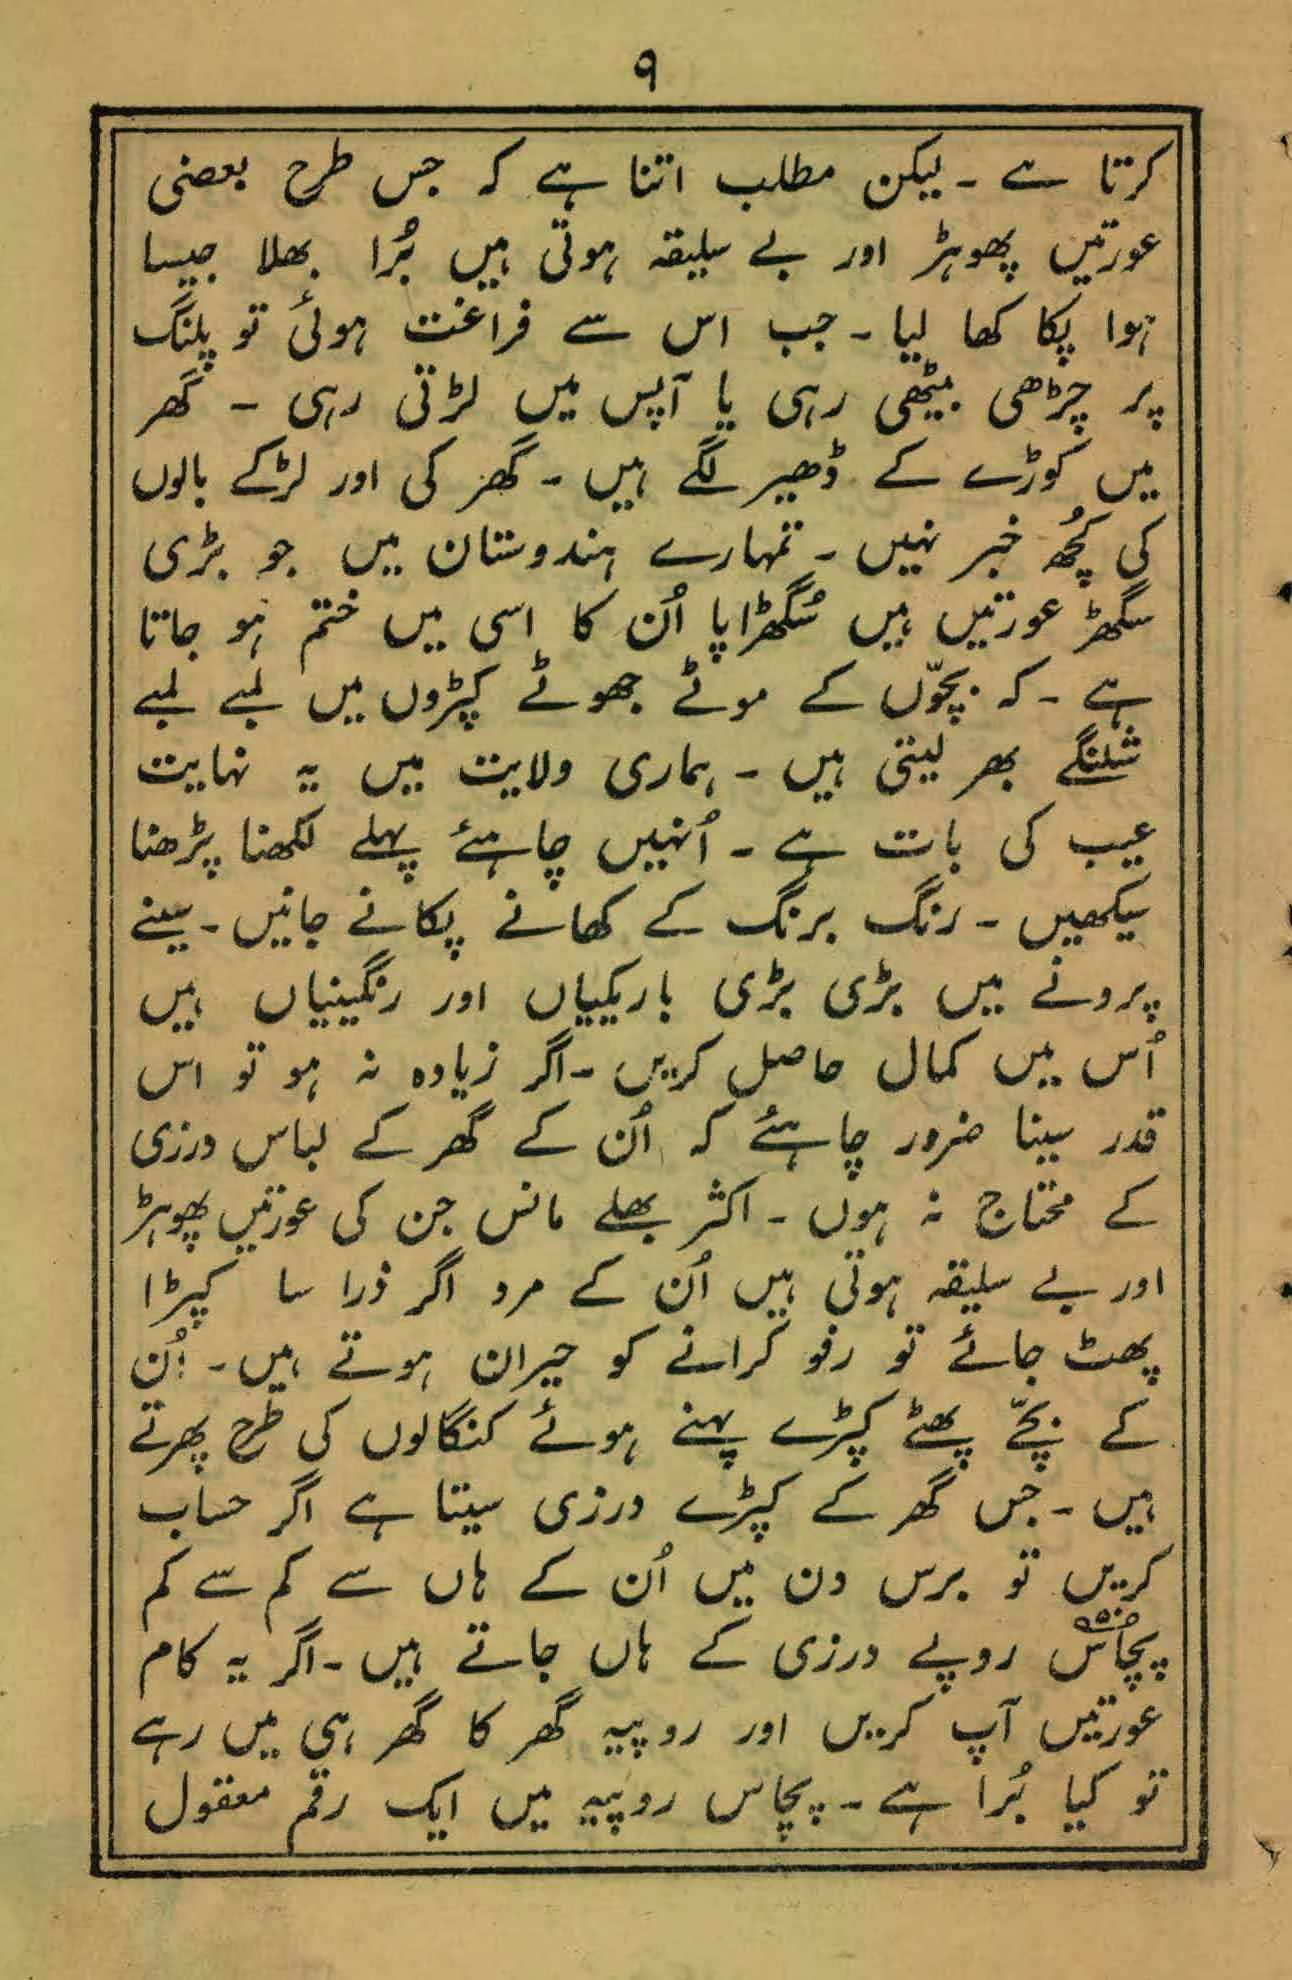 ۹
کرتا ہے ۔ لیکن مطلب اتنا ہے کہ جس طرح بعضی
عورتیں پھوہڑ اور بے سلیقہ ہوتی ہیں بُرا بھلا جیسا
ہوا پکا کھا لیا ۔ جب اس سے فراغت ہوئی تو پلنگ
پر چڑھی بیٹھی رہی یا آپس میں لڑتی رہی ۔ گھر
میں کوڑے کے ڈھیر لگے ہیں ۔ گھر کی اور لڑکے بالوں
کی کُچھ خبر نہیں ۔ تمہارے ہندوستان میں جو بڑی
سگھڑ عورتیں ہیں سُگھڑاپا اُن کا اسی میں ختم ہو جاتا
ہے ۔ کہ بچّوں کے موٹے جھوٹے کپڑوں میں لمبے لمبے
شلنگے بھر لیتی ہیں ۔ ہماری ولایت میں یہ نہایت
عیب کی بات ہے ۔ اُنہیں چاہئے پہلے لکھنا پڑھنا
سیکھیں ۔ رنگ برنگ کے کھانے پکانے جانیں ۔ سینے
پرونے میں بڑی بڑی باریکیاں اور رنگینیاں ہیں
اُس میں کمال حاصل کریں ۔ اگر زیادہ نہ ہو تو اس
قدر سینا ضرور چاہئے کہ اُن کے گھر کے لباس درزی
کے محتاج نہ ہوں ۔ اکثر بھلے مانس جن کی عورتیں پھوہڑ
اور بے سلیقہ ہوتی ہیں اُن کے مرد اگر ذرا سا کپڑا
پھٹ جائے تو رفو کرانے کو حیران ہوتے ہیں ۔ اُن
کے بچّے پھٹے کپڑے پہنے ہوئے کنگالوں کی طرح پھرتے
ہیں ۔ جس گھر کے کپڑے درزی سیتا ہے اگر حساب
کریں تو برس دن میں اُن کے ہاں سے کم سے کم
پچاس روپے درزی کے ہاں جاتے ہیں ۔ اگر یہ کام
عورتیں آپ کریں اور روپیہ گھر کا گھر ہی میں رہے
تو کیا بُرا ہے ۔ پچاس روپیہ میں ایک رقم معقول